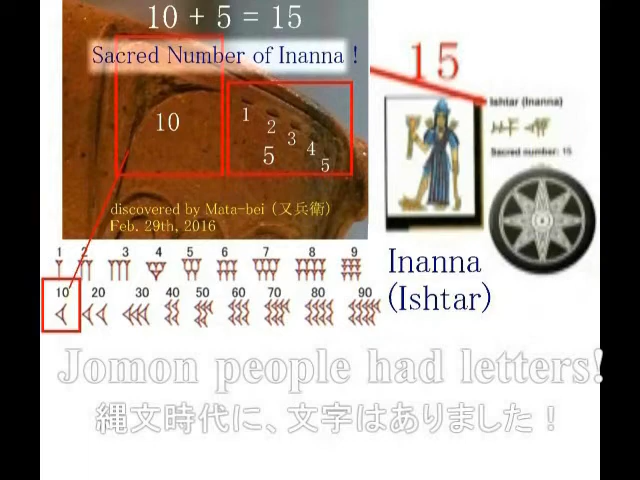 10 + 5 = 15
Sacred Number of Inanna !
10
1
2
3
4
5
5
discovered by Mata-bei (又兵衛)
Feb. 29th, 2016
15
Ishtar (Inanna)
Sacred number: 15
Inanna
(Ishtar)
1 2 3 4 5 6 7 8 9
10 20 30 40 50 60 70 80 90
Jomon people had letters!
縄文時代に、文字はありました！